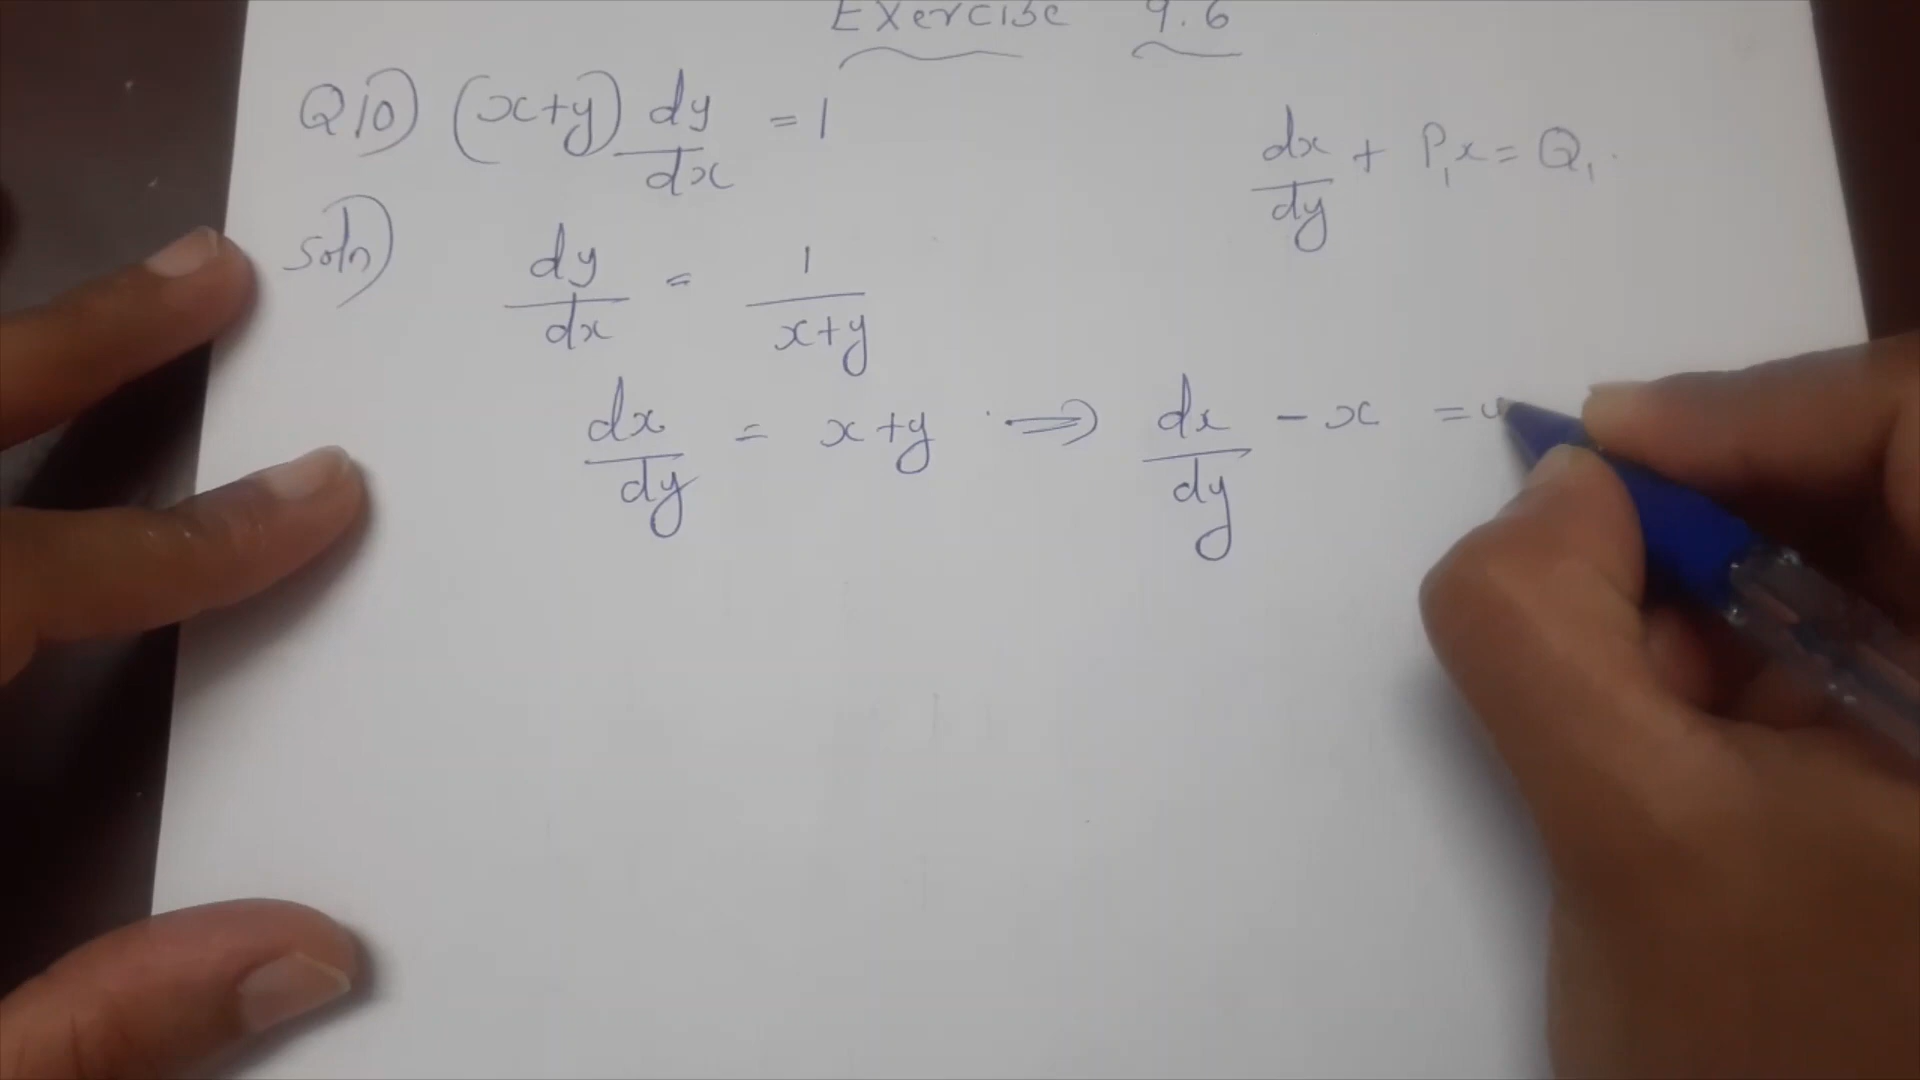 Exercise 9.6
Q10) (x+y) dy/dx = 1
dx/dy + P₁x = Q₁.
Soln) dy/dx = 1/(x+y)
dx/dy = x+y ⇒ dx/dy - x =